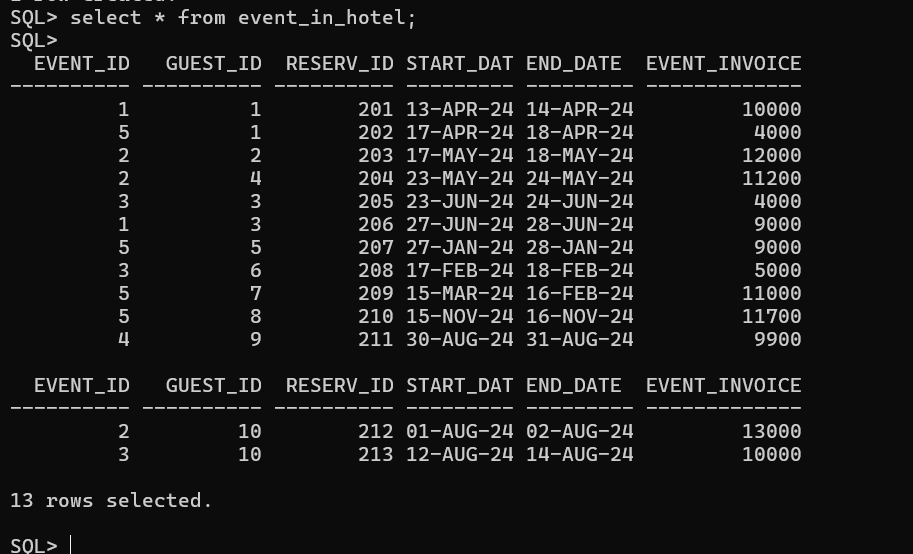 SQL> select * from event_in_hotel;
SQL>
  EVENT_ID   GUEST_ID  RESERV_ID START_DAT END_DATE  EVENT_INVOICE
---------- ---------- ---------- --------- --------- -------------
         1          1        201 13-APR-24 14-APR-24         10000
         5          1        202 17-APR-24 18-APR-24          4000
         2          2        203 17-MAY-24 18-MAY-24         12000
         2          4        204 23-MAY-24 24-MAY-24         11200
         3          3        205 23-JUN-24 24-JUN-24          4000
         1          3        206 27-JUN-24 28-JUN-24          9000
         5          5        207 27-JAN-24 28-JAN-24          9000
         3          6        208 17-FEB-24 18-FEB-24          5000
         5          7        209 15-MAR-24 16-FEB-24         11000
         5          8        210 15-NOV-24 16-NOV-24         11700
         4          9        211 30-AUG-24 31-AUG-24          9900

  EVENT_ID   GUEST_ID  RESERV_ID START_DAT END_DATE  EVENT_INVOICE
---------- ---------- ---------- --------- --------- -------------
         2         10        212 01-AUG-24 02-AUG-24         13000
         3         10        213 12-AUG-24 14-AUG-24         10000

13 rows selected.

SQL>